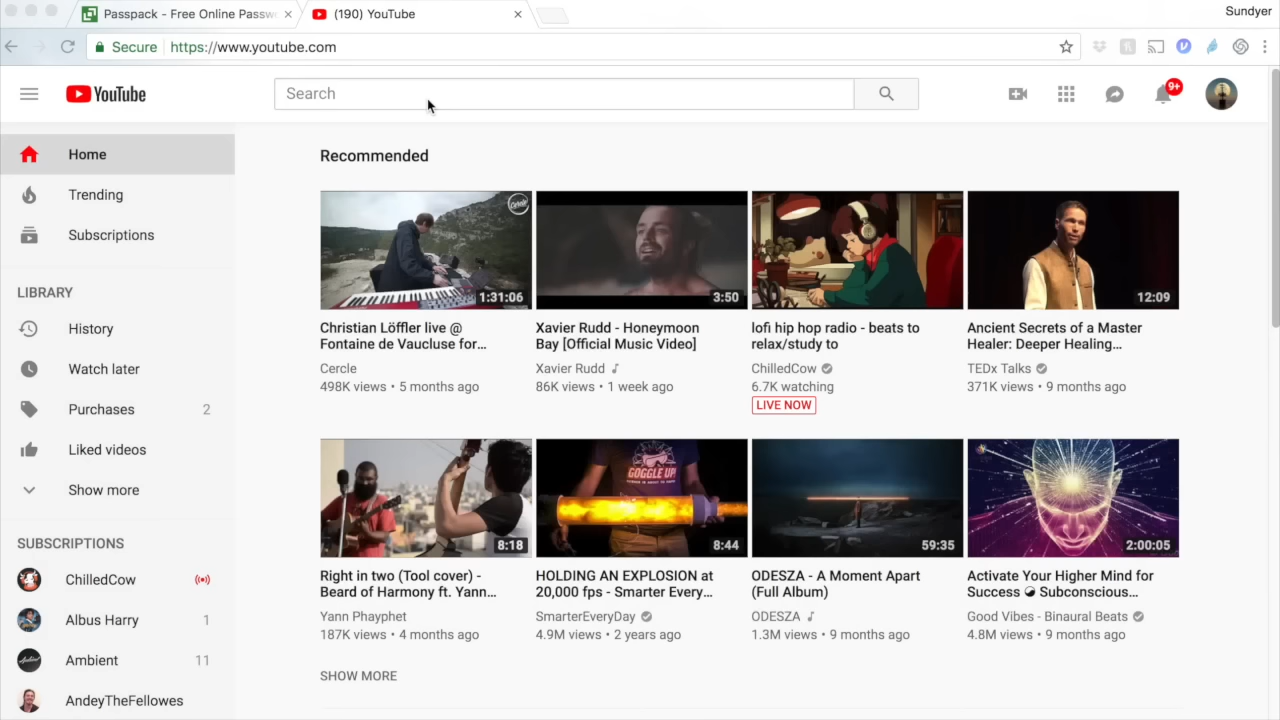 Passpack - Free Online Passw
(190) YouTube
Sundyer
Secure
https://www.youtube.com
YouTube
Search
9+
Home
Trending
Subscriptions
LIBRARY
History
Watch later
Purchases 2
Liked videos
Show more
SUBSCRIPTIONS
ChilledCow
Albus Harry 1
Ambient 11
AndeyTheFellowes
Recommended
Cercle
1:31:06
Christian Löffler live @
Fontaine de Vaucluse for…
Cercle
498K views • 5 months ago
3:50
Xavier Rudd - Honeymoon
Bay [Official Music Video]
Xavier Rudd
86K views • 1 week ago
lofi hip hop radio - beats to
relax/study to
ChilledCow
6.7K watching
LIVE NOW
12:09
Ancient Secrets of a Master
Healer: Deeper Healing…
TEDx Talks
371K views • 9 months ago
8:18
Right in two (Tool cover) -
Beard of Harmony ft. Yann…
Yann Phayphet
187K views • 4 months ago
GOGGLE UP!
8:44
HOLDING AN EXPLOSION at
20,000 fps - Smarter Every…
SmarterEveryDay
4.9M views • 2 years ago
59:35
ODESZA - A Moment Apart
(Full Album)
ODESZA
1.3M views • 9 months ago
2:00:05
Activate Your Higher Mind for
Success Subconscious…
Good Vibes - Binaural Beats
4.8M views • 9 months ago
SHOW MORE